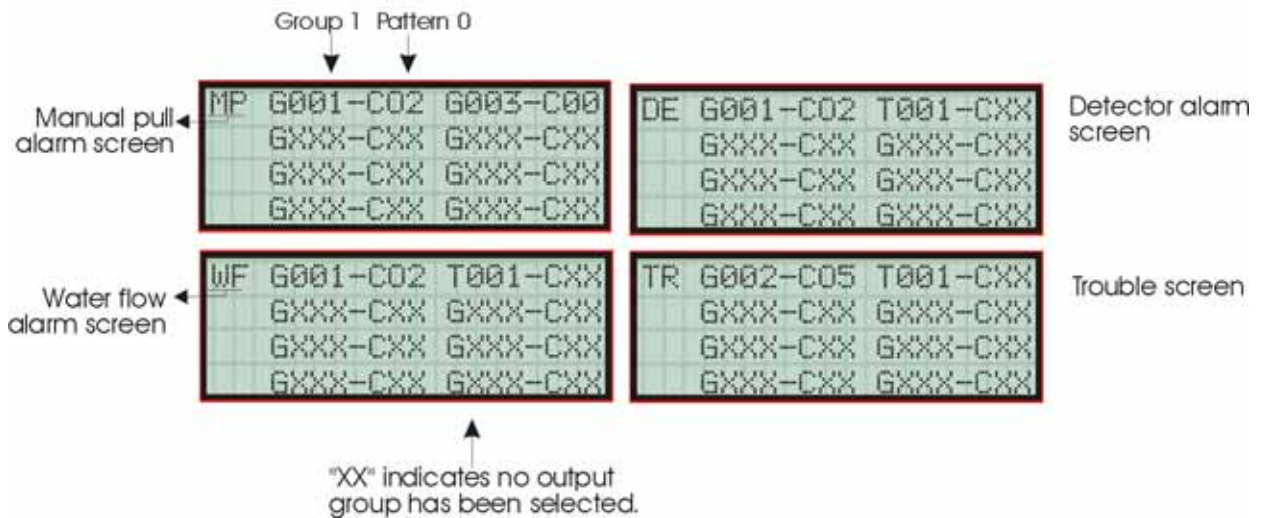 Group 1 Pattern 0
Manual pull
alarm screen
MP G001-C02 G003-C00
GXXX-CXX GXXX-CXX
GXXX-CXX GXXX-CXX
GXXX-CXX GXXX-CXX
DE G001-C02 T001-CXX
GXXX-CXX GXXX-CXX
GXXX-CXX GXXX-CXX
GXXX-CXX GXXX-CXX
Detector alarm
screen
Water flow
alarm screen
WF G001-C02 T001-CXX
GXXX-CXX GXXX-CXX
GXXX-CXX GXXX-CXX
GXXX-CXX GXXX-CXX
TR G002-C05 T001-CXX
GXXX-CXX GXXX-CXX
GXXX-CXX GXXX-CXX
GXXX-CXX GXXX-CXX
Trouble screen
"XX" indicates no output
group has been selected.